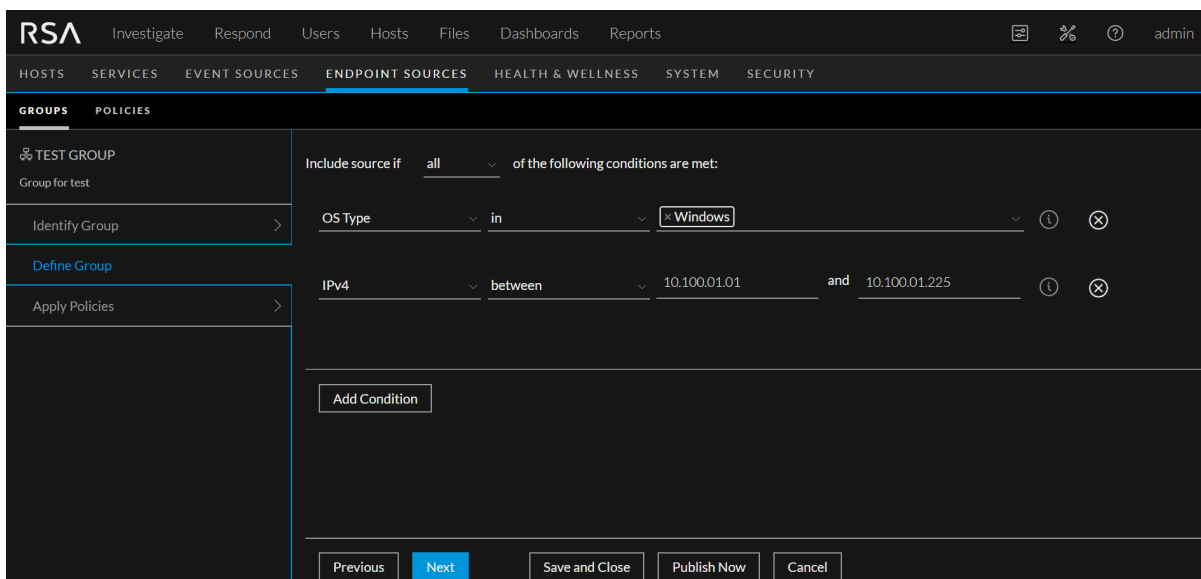 RSA Investigate Respond Users Hosts Files Dashboards Reports admin
HOSTS SERVICES EVENT SOURCES ENDPOINT SOURCES HEALTH & WELLNESS SYSTEM SECURITY
GROUPS POLICIES
TEST GROUP
Group for test
Identify Group
Define Group
Apply Policies
Include source if all of the following conditions are met:
OS Type in × Windows
IPv4 between 10.100.01.01 and 10.100.01.225
Add Condition
Previous Next Save and Close Publish Now Cancel